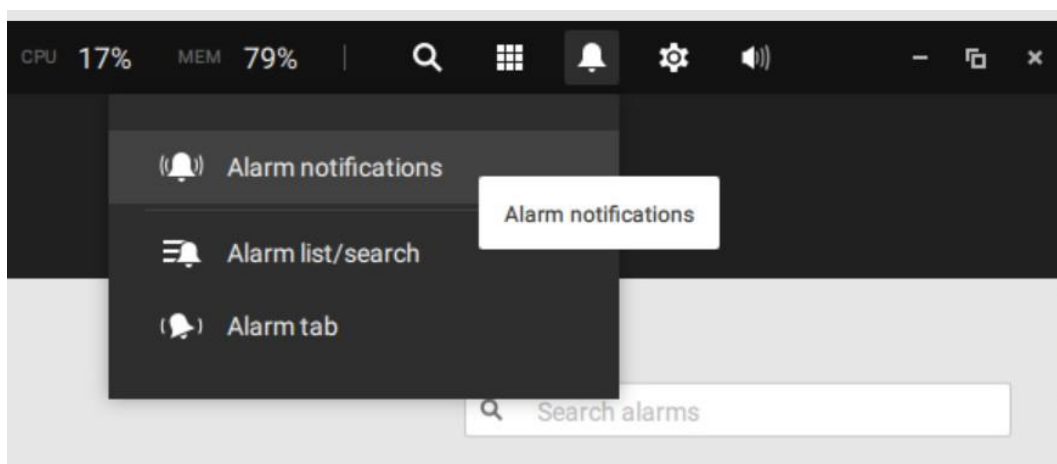 CPU 17% MEM 79%
Alarm notifications
Alarm notifications
Alarm list/search
Alarm tab
Search alarms